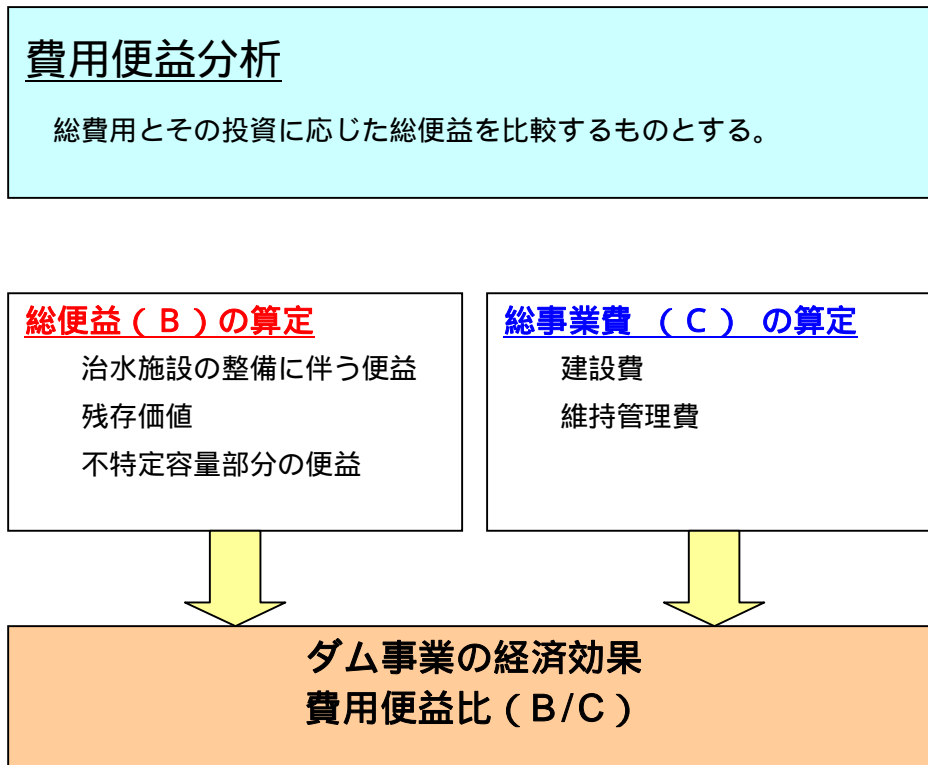 費用便益分析
総費用とその投資に応じた総便益を比較するものとする。
総便益(B)の算定
治水施設の整備に伴う便益
残存価値
不特定容量部分の便益
総事業費 (C) の算定
建設費
維持管理費
ダム事業の経済効果
費用便益比(B/C)